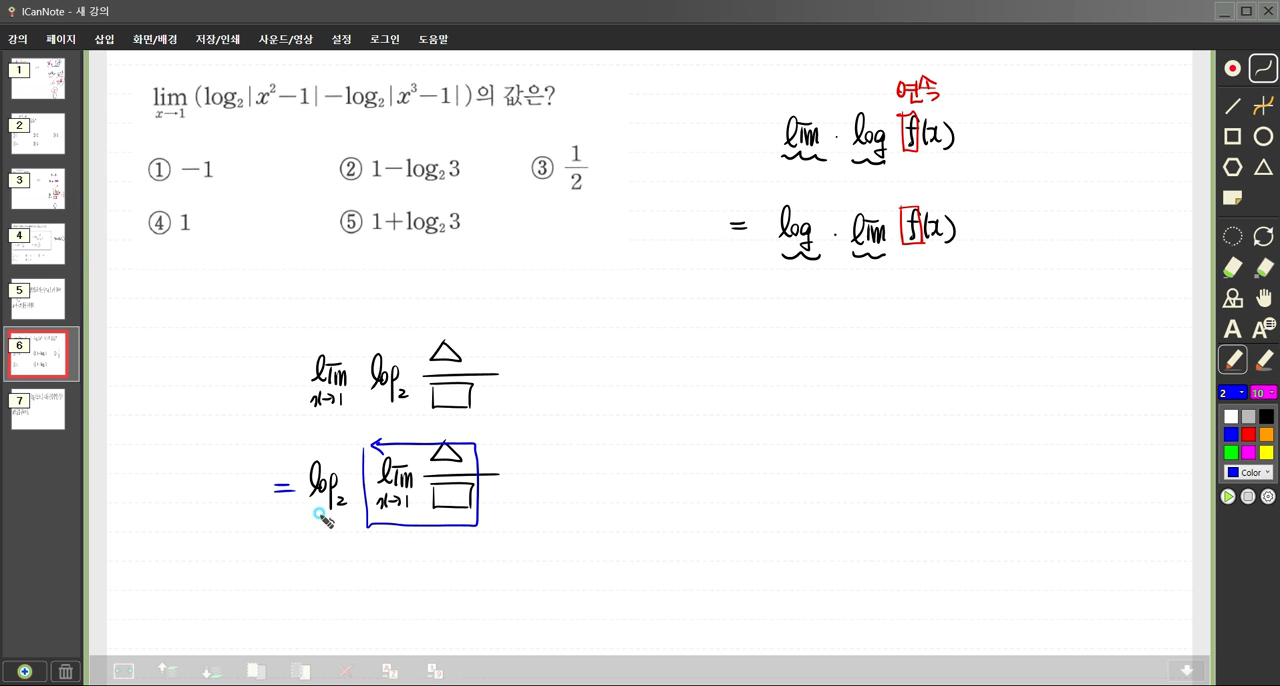 ICanNote - 새 강의
강의 페이지 삽입 화면/배경 저장/인쇄 사운드/영상 설정 로그인 도움말
1
2
3
4
5
6
7
lim x→1 (log₂|x²−1|−log₂|x³−1|)의 값은?
① −1 ② 1−log₂3 ③ 1/2
④ 1 ⑤ 1+log₂3
연속
lim · log f(x)
= log · lim f(x)
lim x→1 log₂ △/□
= log₂ lim x→1 △/□
A A
2 10
Color